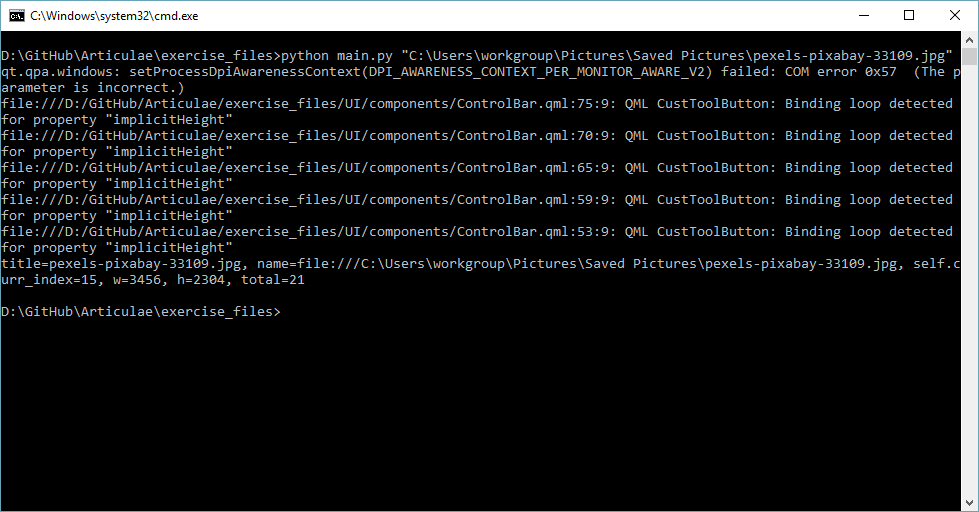 C:\Windows\system32\cmd.exe
D:\GitHub\Articulae\exercise_files>python main.py "C:\Users\workgroup\Pictures\Saved Pictures\pexels-pixabay-33109.jpg"
qt.qpa.windows: setProcessDpiAwarenessContext(DPI_AWARENESS_CONTEXT_PER_MONITOR_AWARE_V2) failed: COM error 0x57  (The p
arameter is incorrect.)
file:///D:/GitHub/Articulae/exercise_files/UI/components/ControlBar.qml:75:9: QML CustToolButton: Binding loop detected
for property "implicitHeight"
file:///D:/GitHub/Articulae/exercise_files/UI/components/ControlBar.qml:70:9: QML CustToolButton: Binding loop detected
for property "implicitHeight"
file:///D:/GitHub/Articulae/exercise_files/UI/components/ControlBar.qml:65:9: QML CustToolButton: Binding loop detected
for property "implicitHeight"
file:///D:/GitHub/Articulae/exercise_files/UI/components/ControlBar.qml:59:9: QML CustToolButton: Binding loop detected
for property "implicitHeight"
file:///D:/GitHub/Articulae/exercise_files/UI/components/ControlBar.qml:53:9: QML CustToolButton: Binding loop detected
for property "implicitHeight"
title=pexels-pixabay-33109.jpg, name=file:///C:\Users\workgroup\Pictures\Saved Pictures\pexels-pixabay-33109.jpg, self.c
urr_index=15, w=3456, h=2304, total=21
D:\GitHub\Articulae\exercise_files>